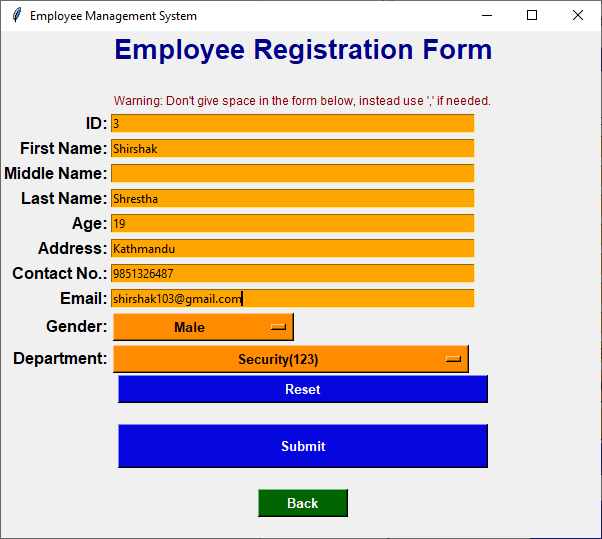 Employee Management System
Employee Registration Form
Warning: Don't give space in the form below, instead use ',' if needed.
ID: 3
First Name: Shirshak
Middle Name:
Last Name: Shrestha
Age: 19
Address: Kathmandu
Contact No.: 9851326487
Email: shirshak103@gmail.com
Gender: Male
Department: Security(123)
Reset
Submit
Back